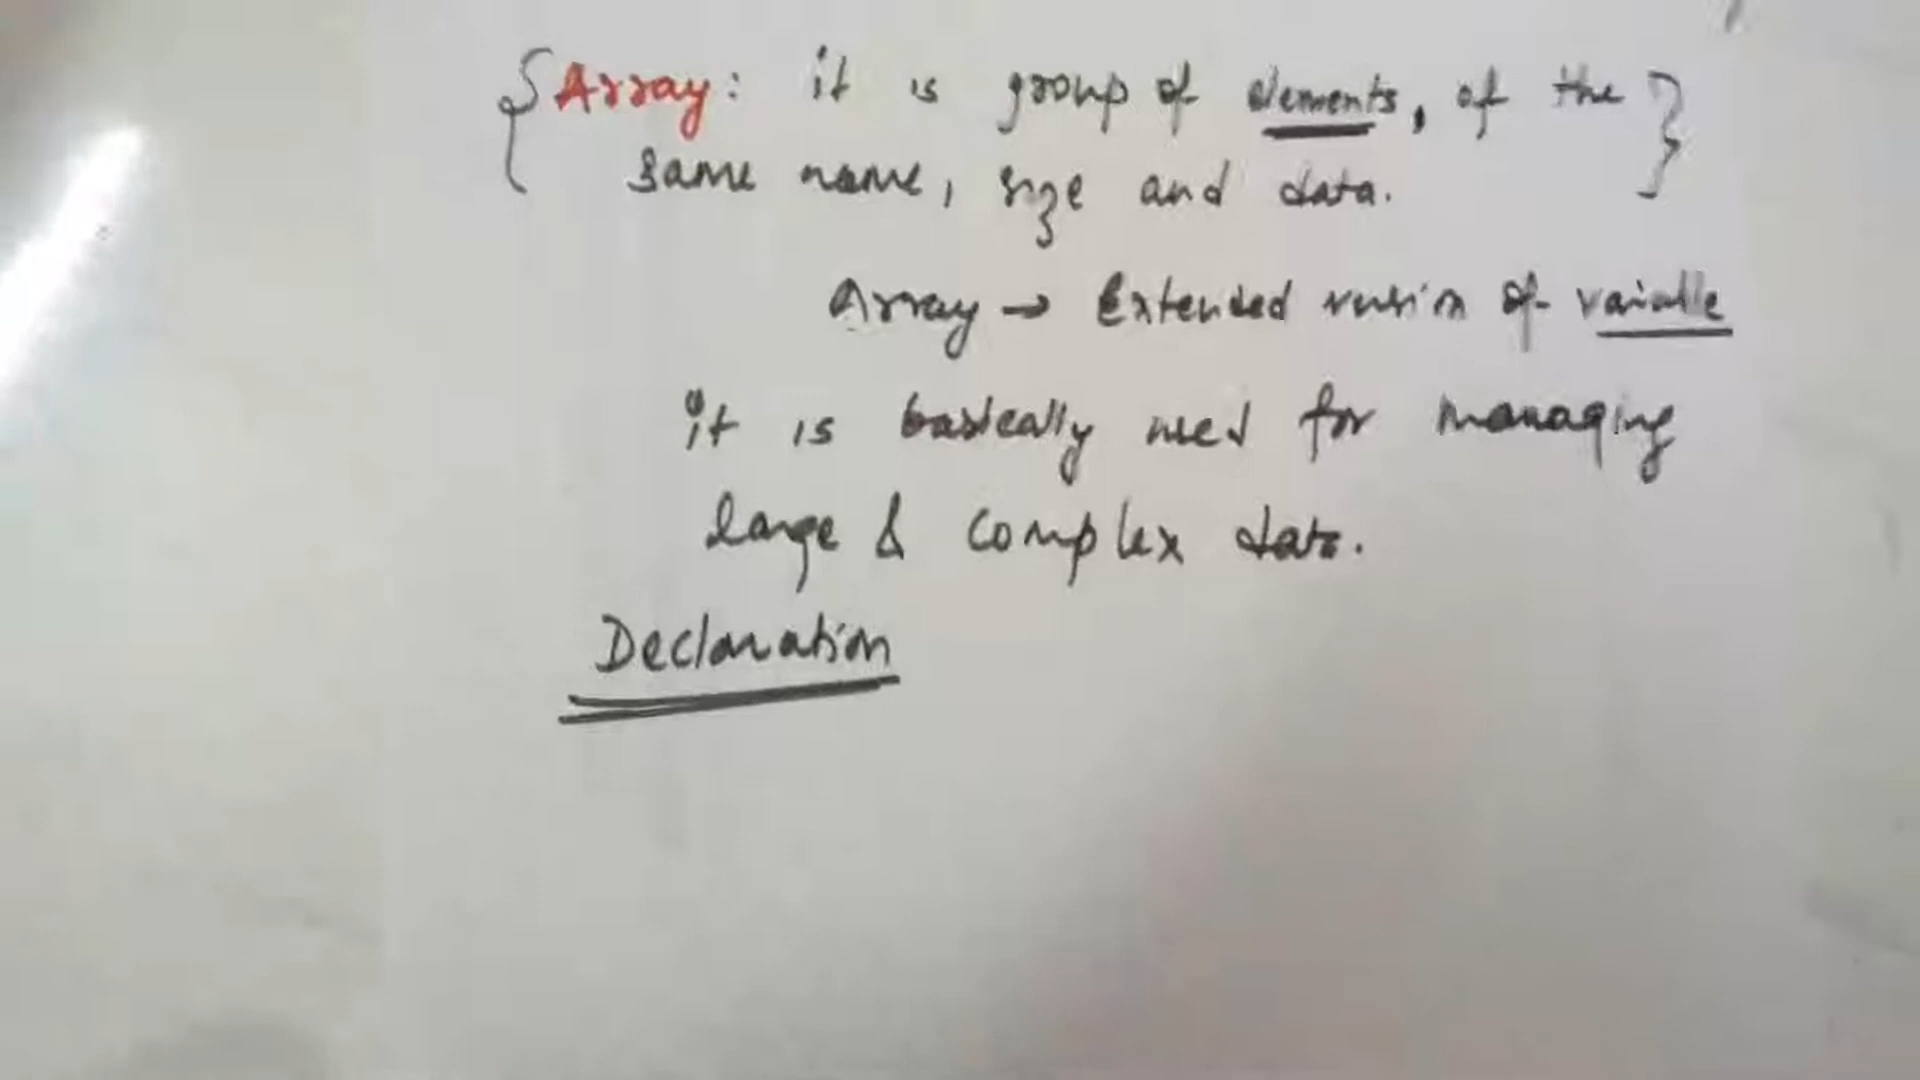 Array: it is group of elements, of the
same name, size and data.
Array → Extended version of variable
it is basically used for managing
large & complex data.
Declaration